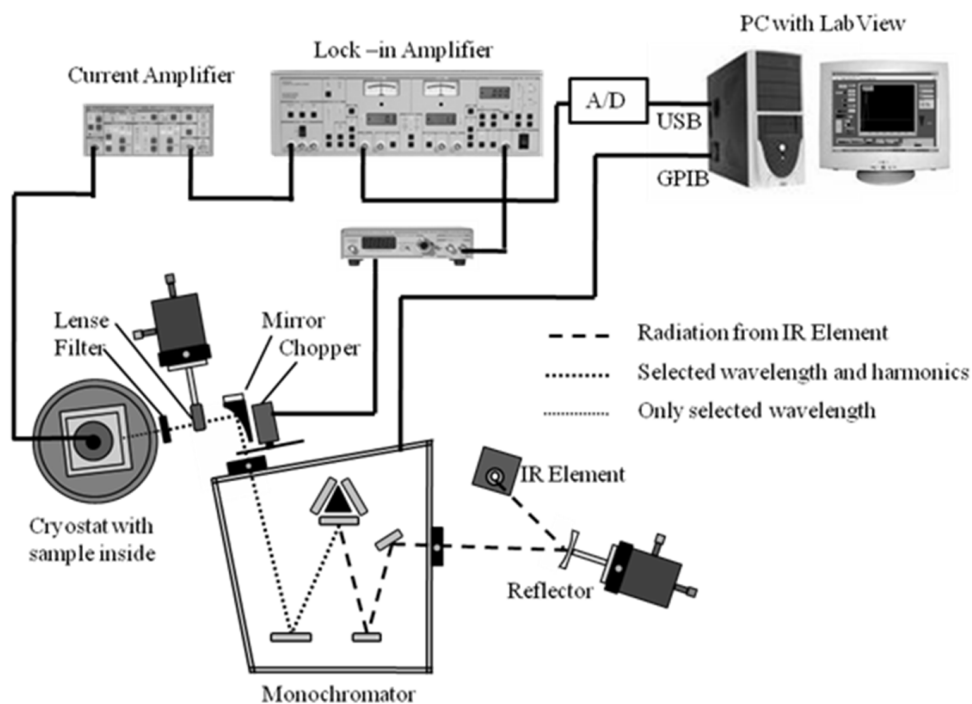 PC with LabView
Lock –in Amplifier
Current Amplifier
A/D
USB
GPIB
Lense
Filter
Mirror
Chopper
Radiation from IR Element
Selected wavelength and harmonics
Only selected wavelength
IR Element
Cryostat with
sample inside
Reflector
Monochromator